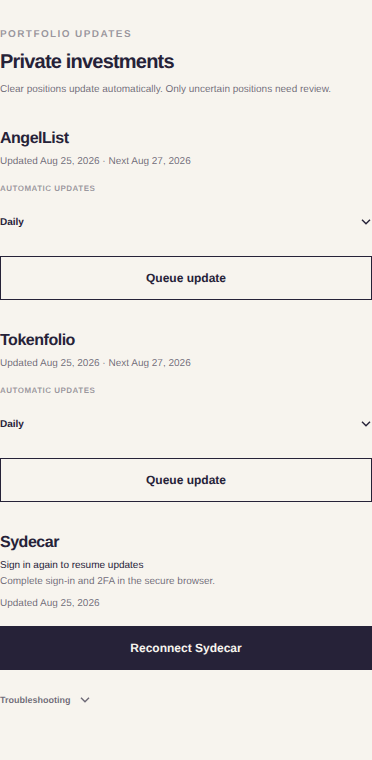 PORTFOLIO UPDATES
Private investments
Clear positions update automatically. Only uncertain positions need review.
AngelList
Updated Aug 25, 2026 · Next Aug 27, 2026
AUTOMATIC UPDATES
Daily
Queue update
Tokenfolio
Updated Aug 25, 2026 · Next Aug 27, 2026
AUTOMATIC UPDATES
Daily
Queue update
Sydecar
Sign in again to resume updates
Complete sign-in and 2FA in the secure browser.
Updated Aug 25, 2026
Reconnect Sydecar
Troubleshooting